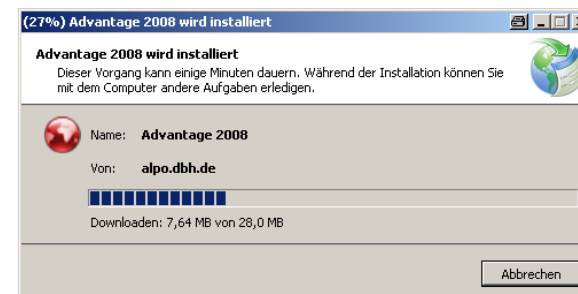 (27%) Advantage 2008 wird installiert
Advantage 2008 wird installiert
Dieser Vorgang kann einige Minuten dauern. Während der Installation können Sie
mit dem Computer andere Aufgaben erledigen.
Name: Advantage 2008
Von: alpo.dbh.de
Downloaden: 7,64 MB von 28,0 MB
Abbrechen